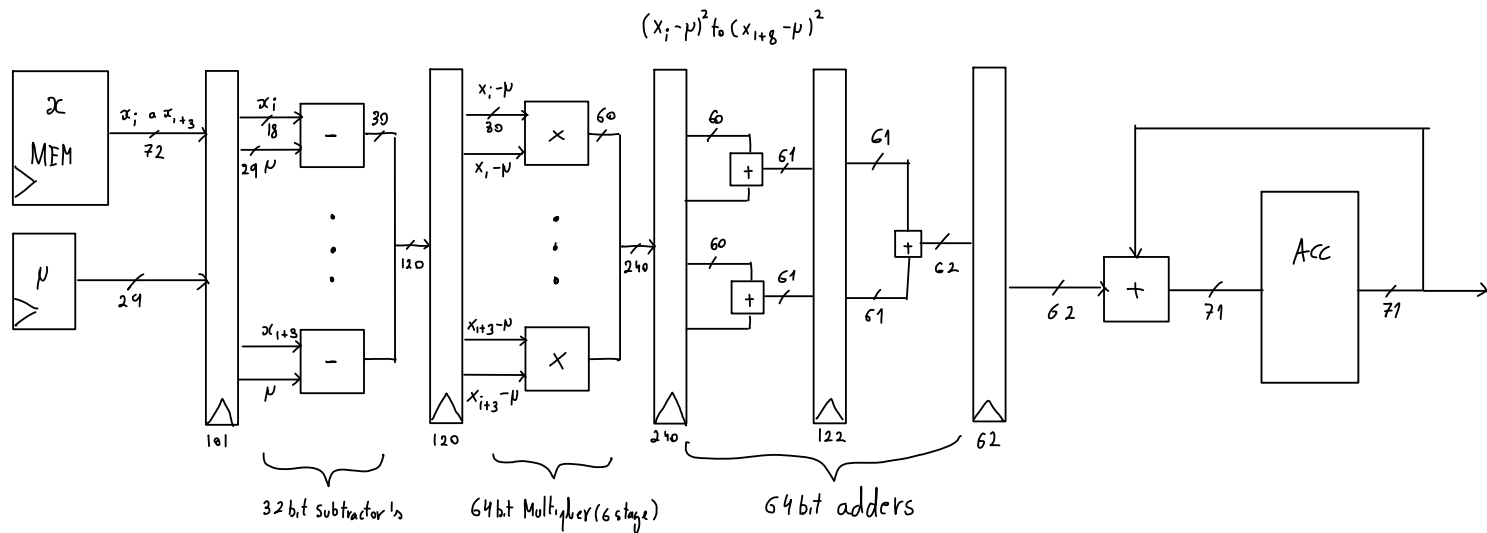 (x_i-μ)² to (x_{i+8}-μ)²
x
MEM
x_i a x_{i+3}
72
μ
29
x_i
18
29 μ
-
30
x_{i+3}
μ
-
101
120
x_i-μ
30
x_i-μ
×
60
x_{i+3}-μ
x_{i+3}-μ
×
120
240
60
+
61
60
+
61
240
61
61
+
62
122
62
62
+
71
ACC
71
32 bit subtractor's
64 bit Multiplier (6 stage)
64 bit adders